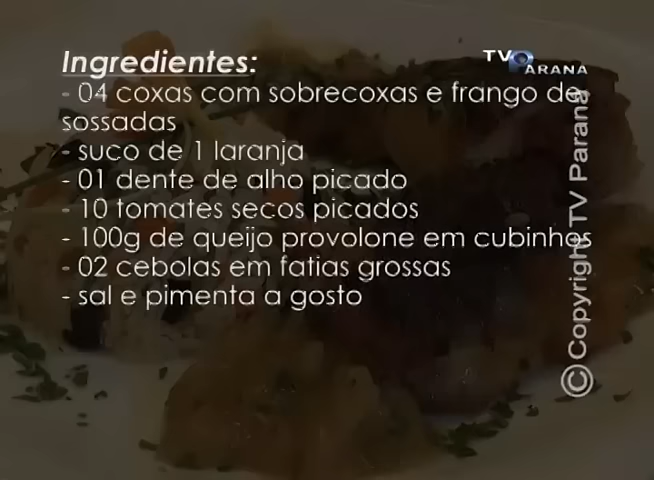 Ingredientes:
TV PARANÁ
- 04 coxas com sobrecoxas e frango de
sossadas
- suco de 1 laranja
- 01 dente de alho picado
- 10 tomates secos picados
- 100g de queijo provolone em cubinhos
- 02 cebolas em fatias grossas
- sal e pimenta a gosto
© Copyright TV Paraná